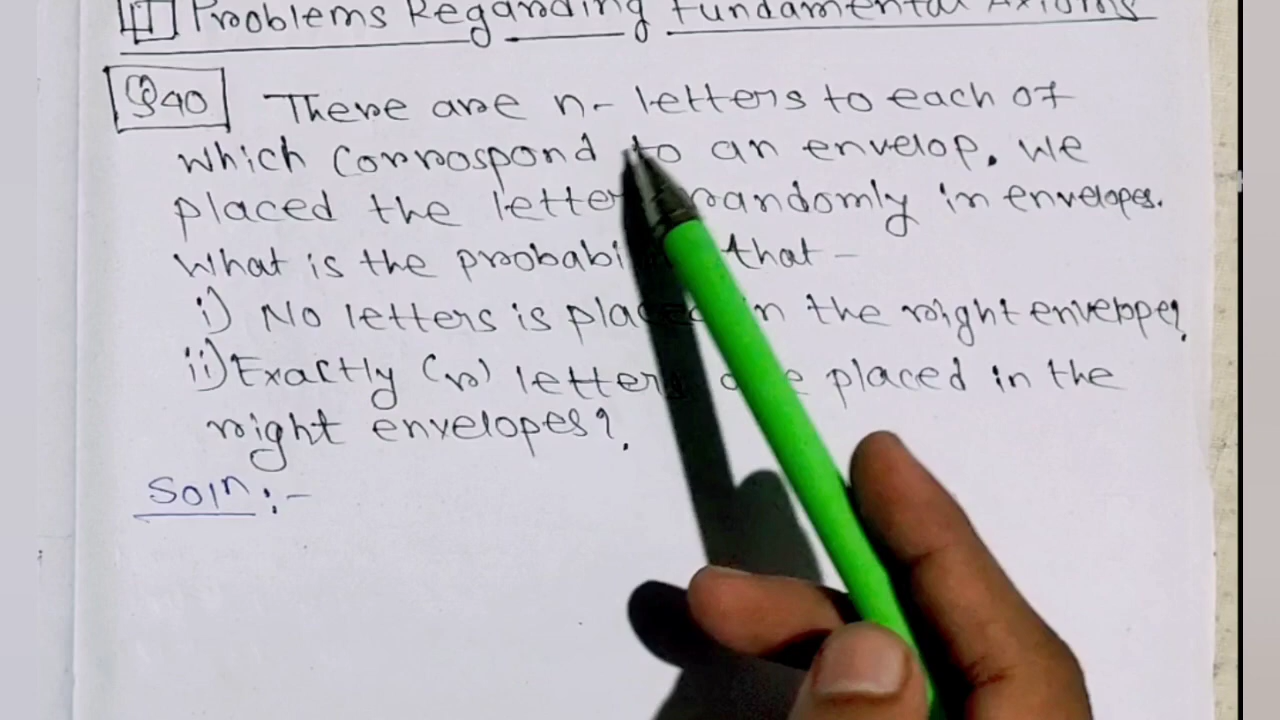 Problems Regarding Fundamental Axioms
Q40 There are n- letters to each of
which Corrospond to an envelop. We
placed the letter randomly in envelopes.
What is the that -
i) No letters is placed in the right envelope?
ii) Exactly (r) letters are placed in the
right envelopes?
Soln:-